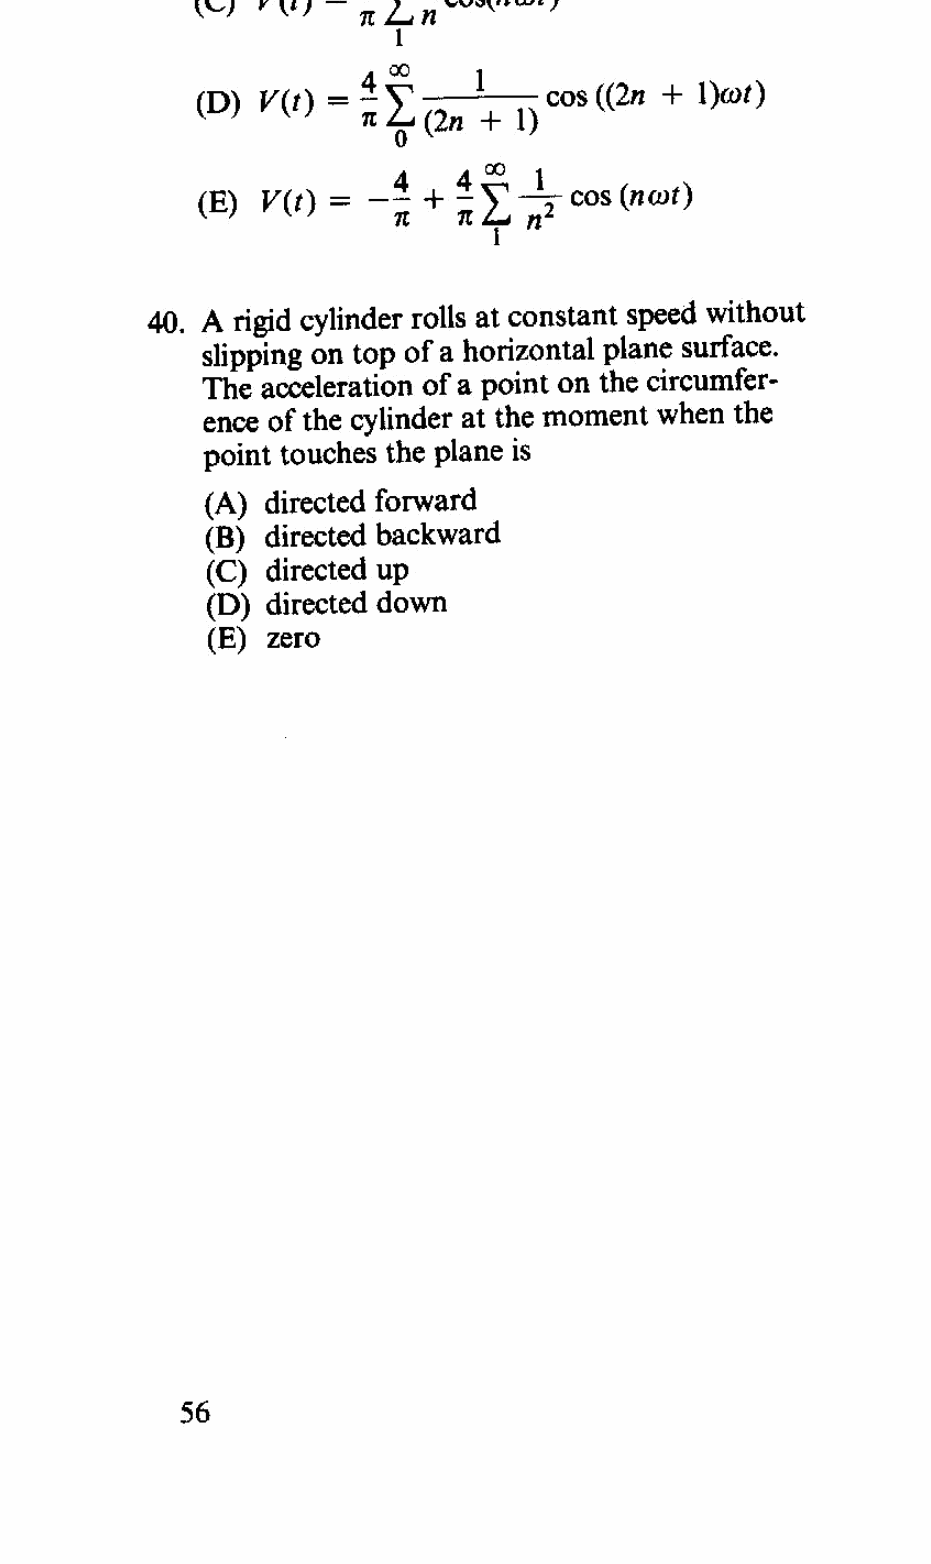 (D) V(t) = 4/π ∑_0^∞ 1/(2n + 1) cos ((2n + 1)ωt)
(E) V(t) = −4/π + 4/π ∑_1^∞ 1/n² cos (nωt)
40. A rigid cylinder rolls at constant speed without
slipping on top of a horizontal plane surface.
The acceleration of a point on the circumfer-
ence of the cylinder at the moment when the
point touches the plane is
(A) directed forward
(B) directed backward
(C) directed up
(D) directed down
(E) zero
56